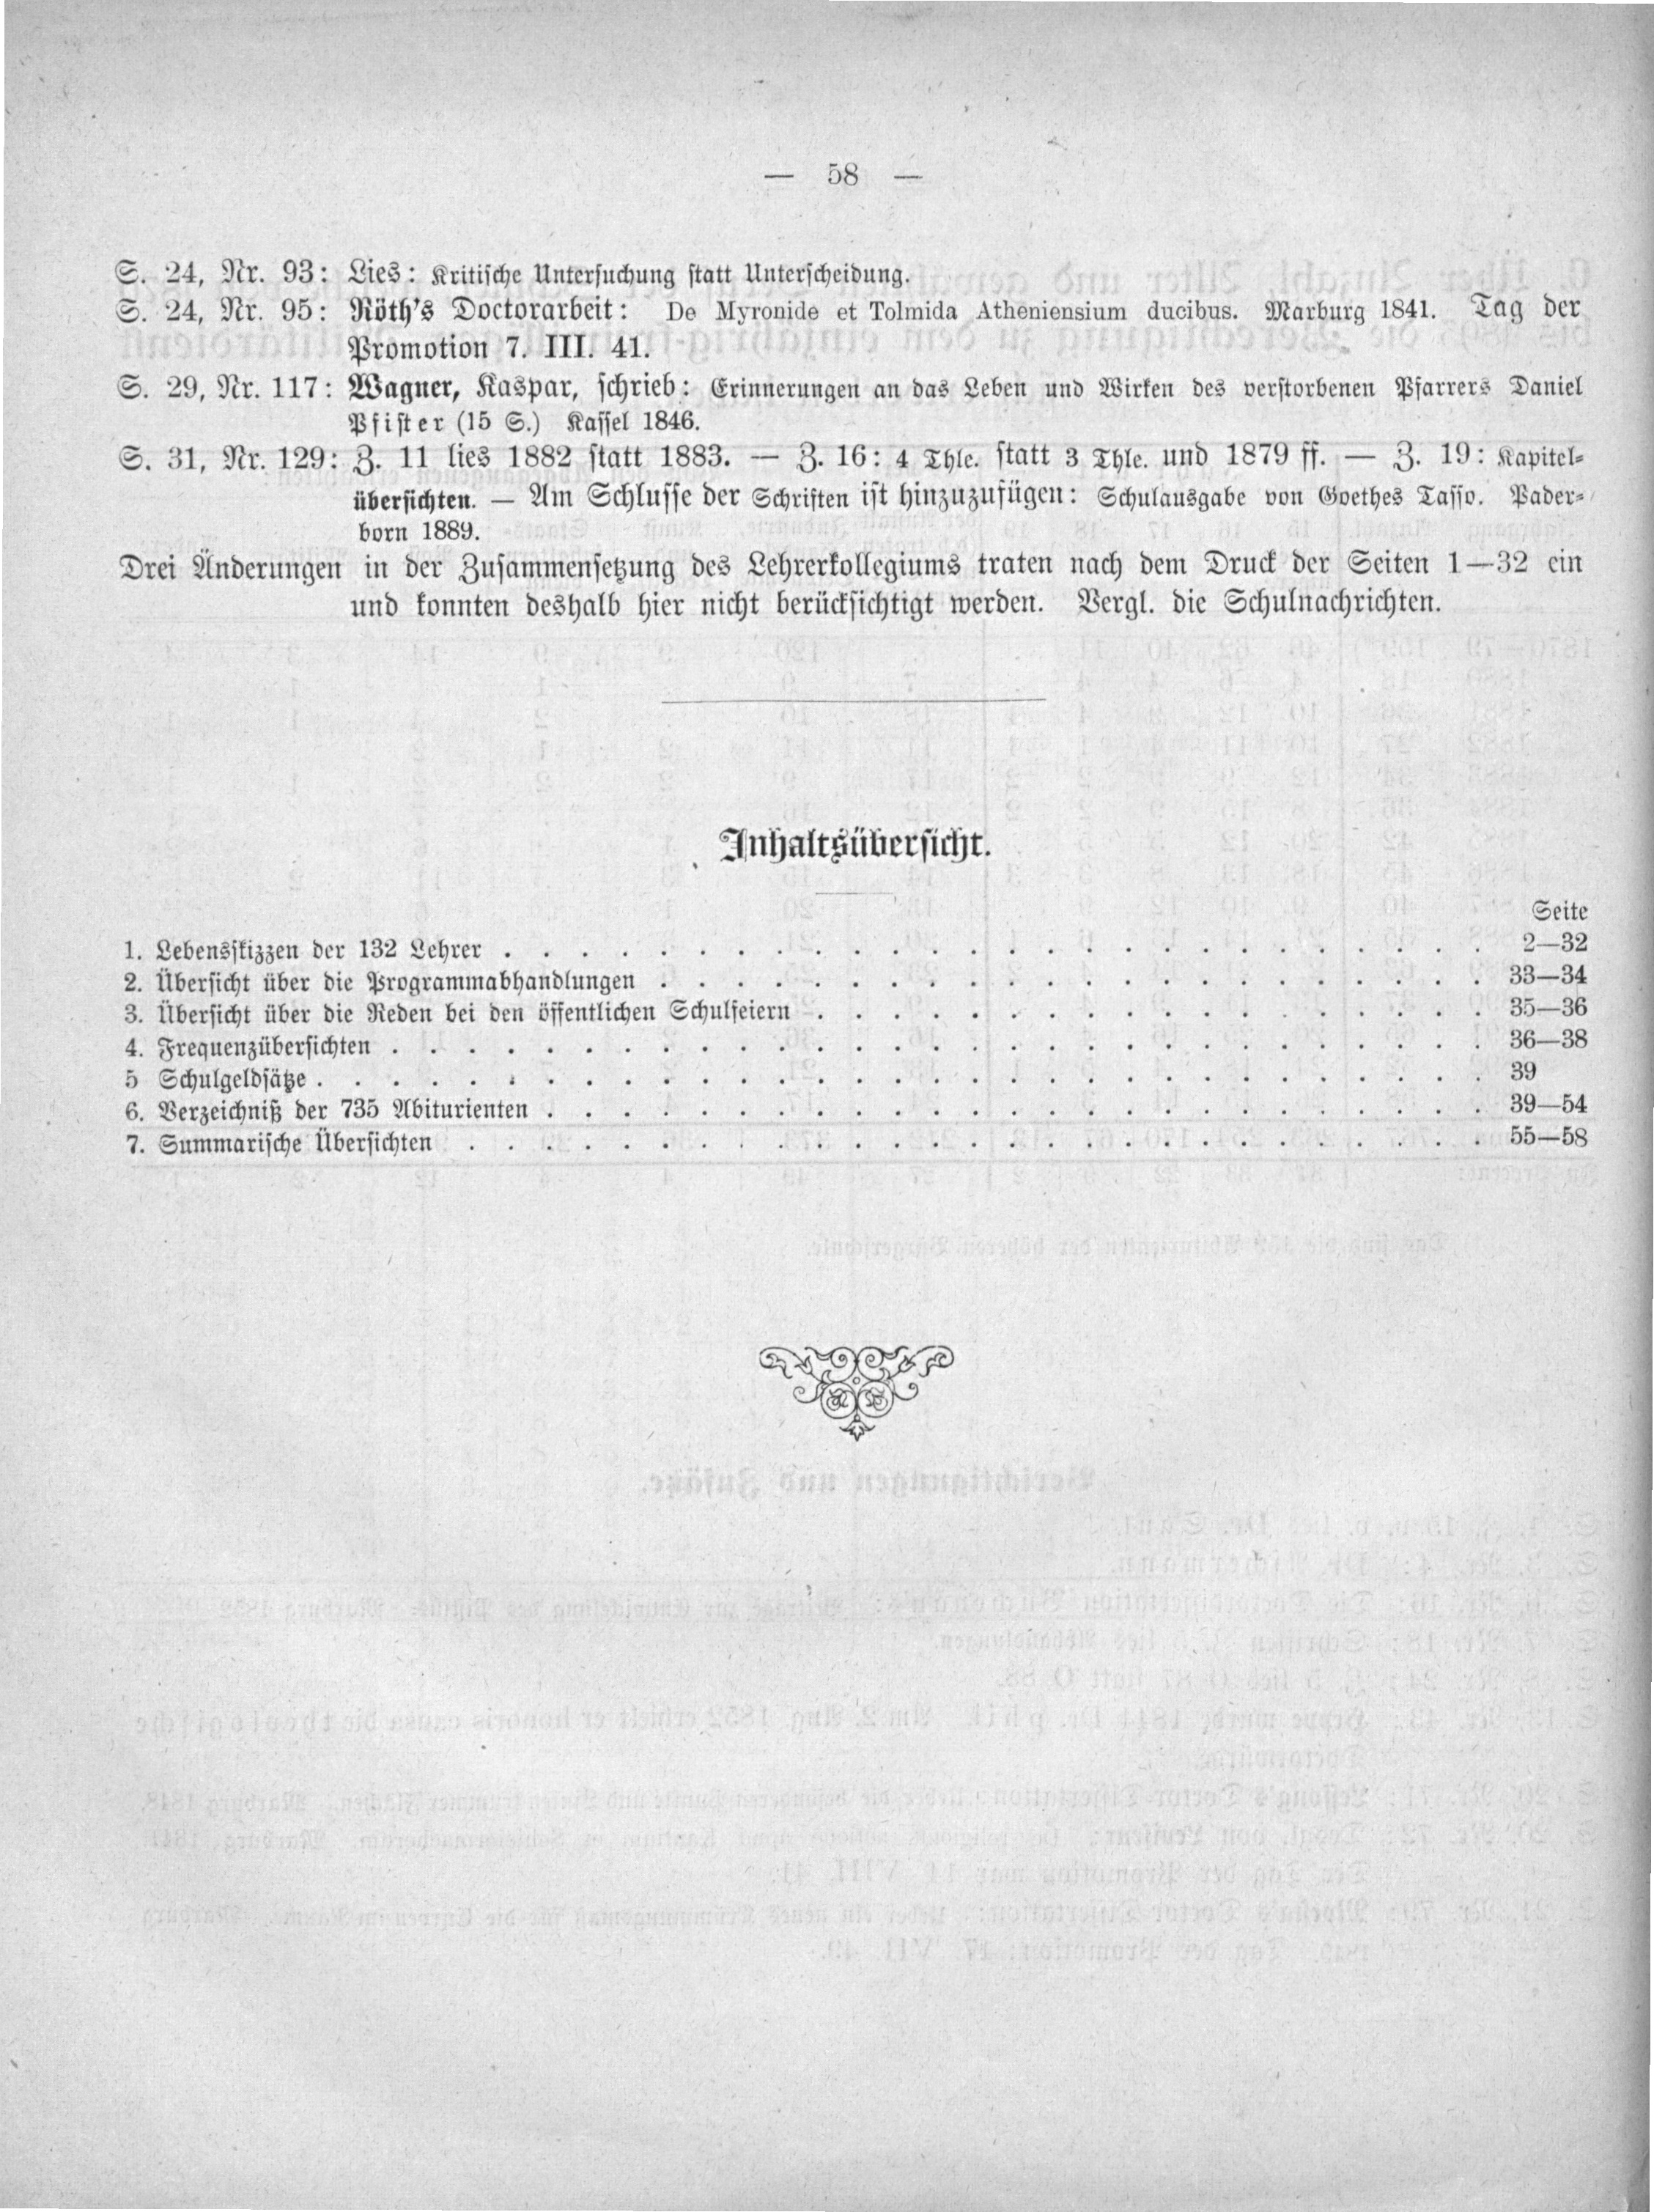 — 58 —
S. 24, Nr. 93: Lies: Kritische Untersuchung statt Unterscheidung.
S. 24, Nr. 95: Röth's Doctorarbeit: De Myronide et Tolmida Atheniensium ducibus. Marburg 1841. Tag der
Promotion 7. III. 41.
S. 29, Nr. 117: Wagner, Kaspar, schrieb: Erinnerungen an das Leben und Wirken des verstorbenen Pfarrers Daniel
Pfister (15 S.) Kassel 1846.
S. 31, Nr. 129: Z. 11 lies 1882 statt 1883. — Z. 16: 4 Thle. statt 3 Thle. und 1879 ff. — Z. 19: Kapitel-
übersichten. — Am Schlusse der Schriften ist hinzuzufügen: Schulausgabe von Goethes Tasso. Pader-
born 1889.
Drei Änderungen in der Zusammensetzung des Lehrerkollegiums traten nach dem Druck der Seiten 1—32 ein
und konnten deshalb hier nicht berücksichtigt werden. Vergl. die Schulnachrichten.
Inhaltsübersicht.
Seite
1. Lebensskizzen der 132 Lehrer . . . . . . . . . . . . . . . . . . . . . . . . . . 2—32
2. Übersicht über die Programmabhandlungen . . . . . . . . . . . . . . . . . . . . . . 33—34
3. Übersicht über die Reden bei den öffentlichen Schulfeiern . . . . . . . . . . . . . . . . . . 35—36
4. Frequenzübersichten . . . . . . . . . . . . . . . . . . . . . . . . . . . . . 36—38
5 Schulgeldsätze . . . . . . . . . . . . . . . . . . . . . . . . . . . . . . . 39
6. Verzeichniß der 735 Abiturienten . . . . . . . . . . . . . . . . . . . . . . . . . 39—54
7. Summarische Übersichten . . . . . . . . . . . . . . . . . . . . . . . . . . . 55—58